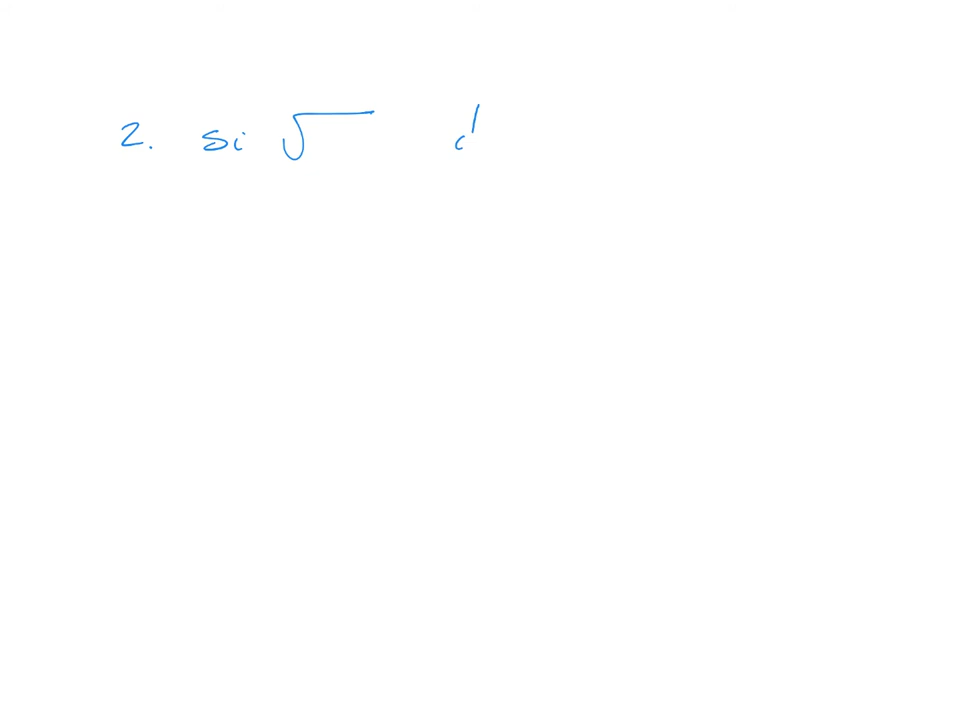 2. si √ d